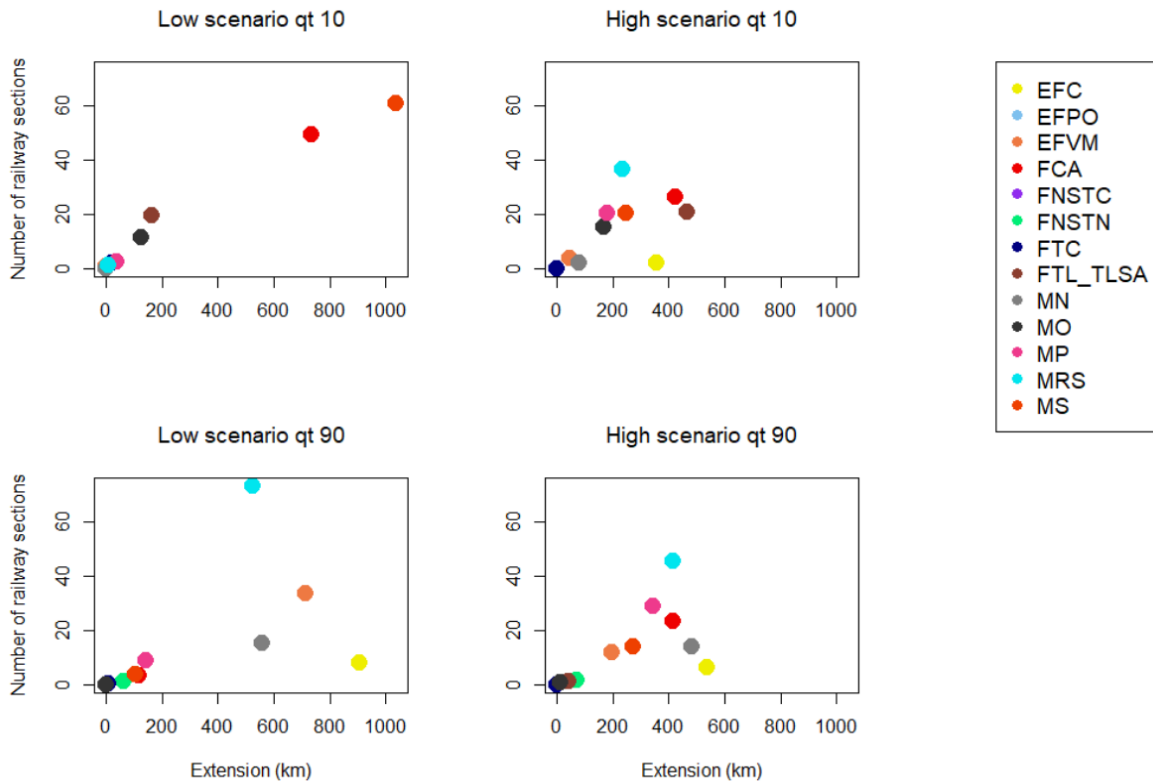 Low scenario qt 10
High scenario qt 10
Number of railway sections
60
40
20
0
0 200 400 600 800 1000
60
40
20
0
0 200 400 600 800 1000
EFC
EFPO
EFVM
FCA
FNSTC
FNSTN
FTC
FTL_TLSA
MN
MO
MP
MRS
MS
Low scenario qt 90
High scenario qt 90
Number of railway sections
60
40
20
0
0 200 400 600 800 1000
Extension (km)
60
40
20
0
0 200 400 600 800 1000
Extension (km)